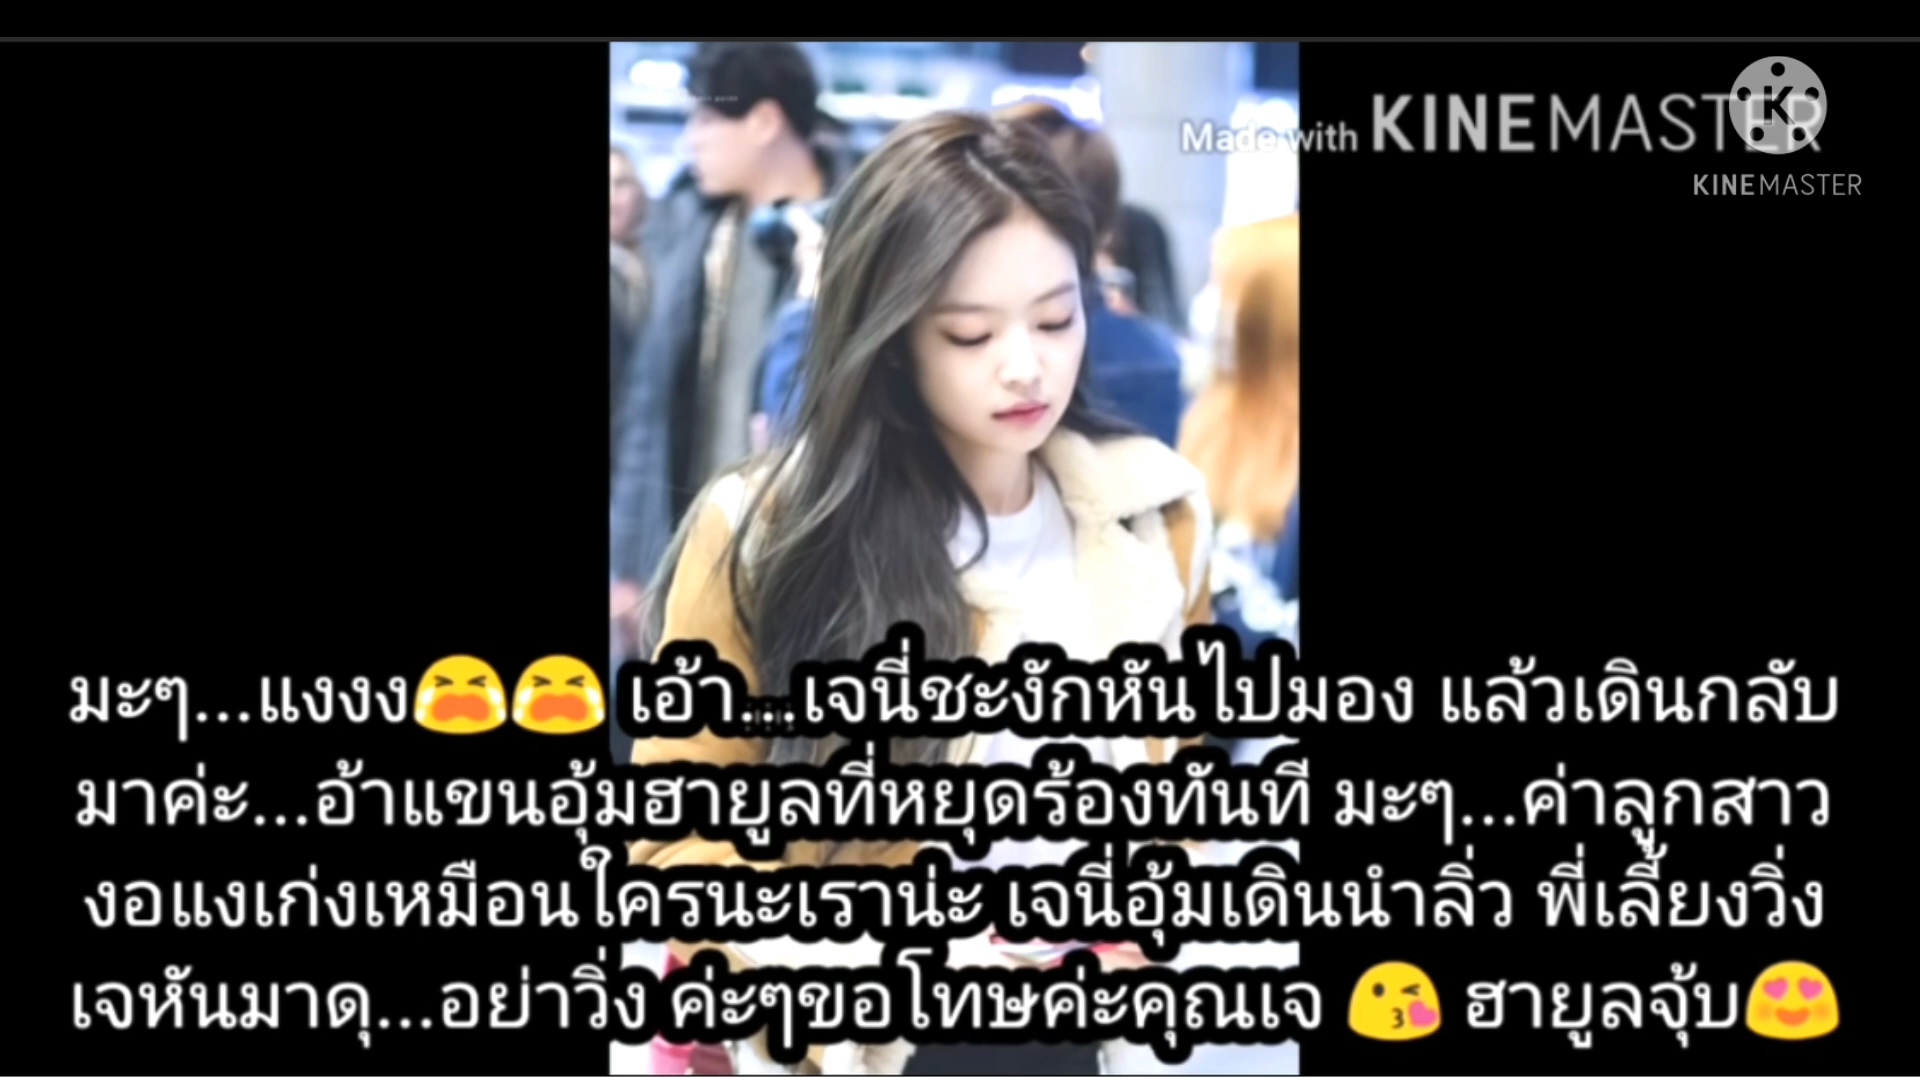 Made with KINEMASTER
KINEMASTER
มะๆ...แงงง😭😭 เอ้า...เจนี่ชะงักหันไปมอง แล้วเดินกลับ
มาค่ะ...อ้าแขนอุ้มฮายูลที่หยุดร้องทันที มะๆ...ค่าลูกสาว
งอแงเก่งเหมือนใครนะเราน่ะ เจนี่อุ้มเดินนำลิ่ว พี่เลี้ยงวิ่ง
เจหันมาดุ...อย่าวิ่ง ค่ะๆขอโทษค่ะคุณเจ 😘 ฮายูลจุ้บ😍